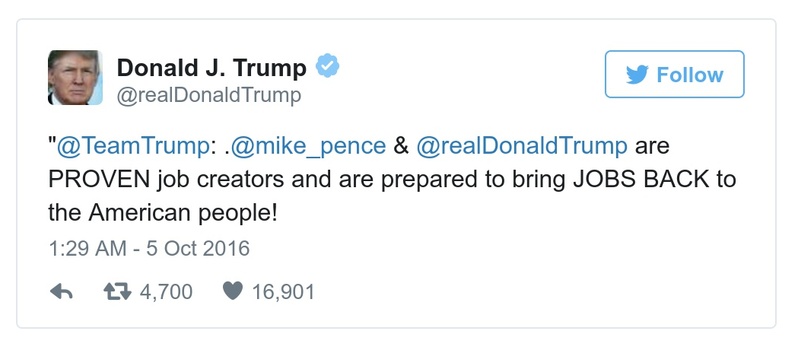 Donald J. Trump
@realDonaldTrump
Follow
"@TeamTrump: .@mike_pence & @realDonaldTrump are
PROVEN job creators and are prepared to bring JOBS BACK to
the American people!
1:29 AM - 5 Oct 2016
4,700 16,901